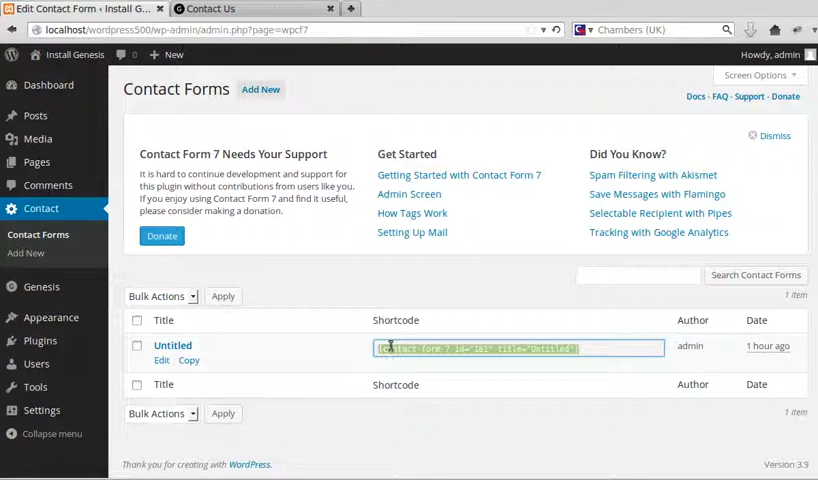 Edit Contact Form ‹ Install G...
Contact Us
localhost/wordpress500/wp-admin/admin.php?page=wpcf7
Chambers (UK)
Install Genesis
0
New
Howdy, admin
Dashboard
Posts
Media
Pages
Comments
Contact
Contact Forms
Add New
Genesis
Appearance
Plugins
Users
Tools
Settings
Collapse menu
Screen Options
Contact Forms
Add New
Docs - FAQ - Support - Donate
Dismiss
Contact Form 7 Needs Your Support
It is hard to continue development and support for
this plugin without contributions from users like you.
If you enjoy using Contact Form 7 and find it useful,
please consider making a donation.
Donate
Get Started
Getting Started with Contact Form 7
Admin Screen
How Tags Work
Setting Up Mail
Did You Know?
Spam Filtering with Akismet
Save Messages with Flamingo
Selectable Recipient with Pipes
Tracking with Google Analytics
Search Contact Forms
Bulk Actions
Apply
1 item
Title
Shortcode
Author
Date
Untitled
[contact-form-7 id="161" title="Untitled"]
admin
1 hour ago
Edit
Copy
Title
Shortcode
Author
Date
Bulk Actions
Apply
1 item
Thank you for creating with WordPress.
Version 3.9